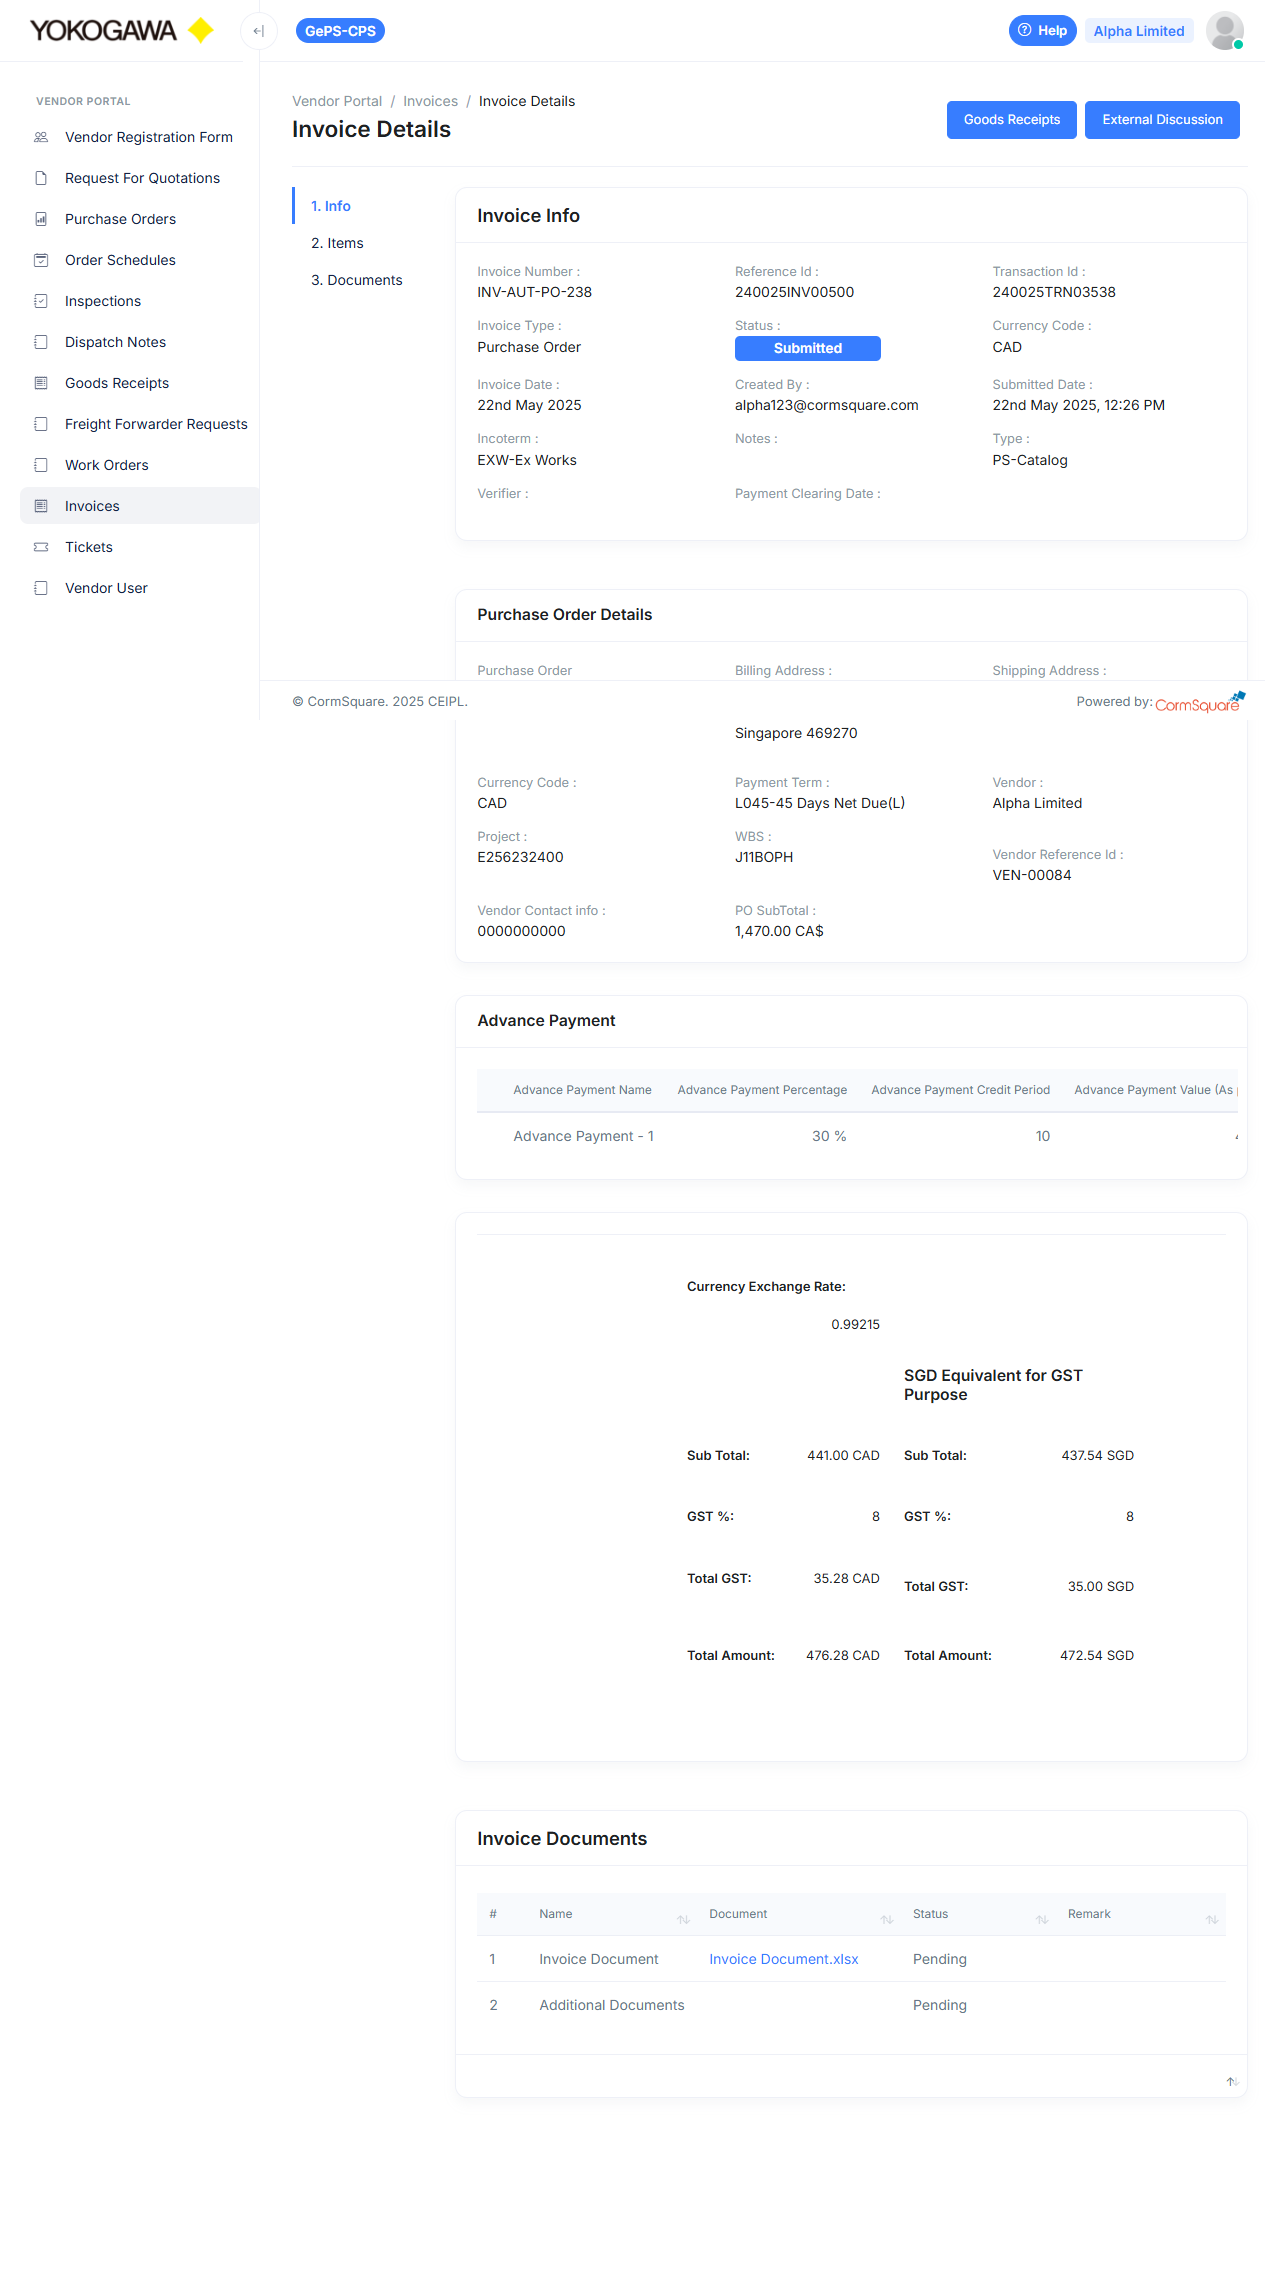 YOKOGAWA
GePS-CPS
Help
Alpha Limited
VENDOR PORTAL
Vendor Registration Form
Request For Quotations
Purchase Orders
Order Schedules
Inspections
Dispatch Notes
Goods Receipts
Freight Forwarder Requests
Work Orders
Invoices
Tickets
Vendor User
Vendor Portal / Invoices / Invoice Details
Invoice Details
Goods Receipts
External Discussion
1. Info
2. Items
3. Documents
Invoice Info
Invoice Number : Reference Id : Transaction Id :
INV-AUT-PO-238 240025INV00500 240025TRN03538
Invoice Type : Status : Currency Code :
Purchase Order Submitted CAD
Invoice Date : Created By : Submitted Date :
22nd May 2025 alpha123@cormsquare.com 22nd May 2025, 12:26 PM
Incoterm : Notes : Type :
EXW-Ex Works PS-Catalog
Verifier : Payment Clearing Date :
Purchase Order Details
Purchase Order Billing Address : Shipping Address :
© CormSquare. 2025 CEIPL. Powered by: CormSquare
Singapore 469270
Currency Code : Payment Term : Vendor :
CAD L045-45 Days Net Due(L) Alpha Limited
Project : WBS :
E256232400 J11BOPH
Vendor Reference Id :
VEN-00084
Vendor Contact info : PO SubTotal :
0000000000 1,470.00 CA$
Advance Payment
Advance Payment Name Advance Payment Percentage Advance Payment Credit Period Advance Payment Value (As
Advance Payment - 1 30 % 10
Currency Exchange Rate:
0.99215
SGD Equivalent for GST
Purpose
Sub Total: 441.00 CAD Sub Total: 437.54 SGD
GST %: 8 GST %: 8
Total GST: 35.28 CAD Total GST: 35.00 SGD
Total Amount: 476.28 CAD Total Amount: 472.54 SGD
Invoice Documents
# Name Document Status Remark
1 Invoice Document Invoice Document.xlsx Pending
2 Additional Documents Pending